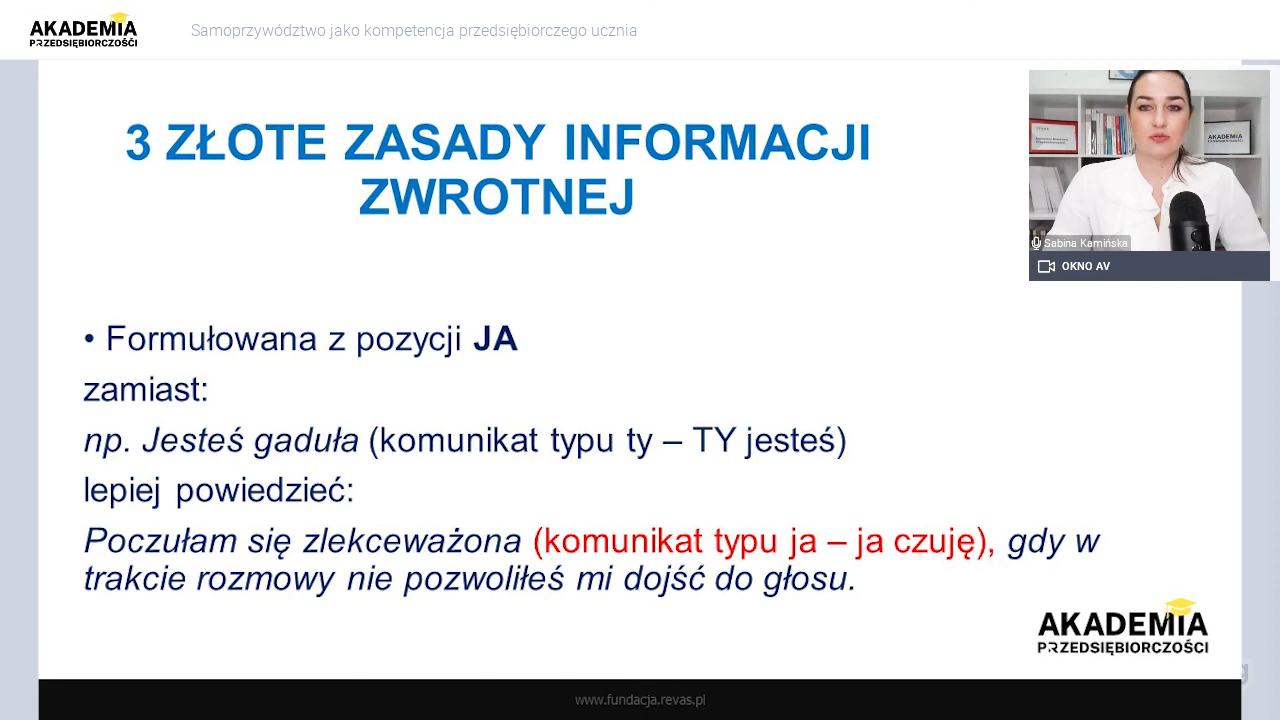 AKADEMIA
PRZEDSIĘBIORCZOŚCI
Samoprzywództwo jako kompetencja przedsiębiorczego ucznia
3 ZŁOTE ZASADY INFORMACJI
ZWROTNEJ
AKADEMIA
Sabina Kamińska
OKNO AV
• Formułowana z pozycji JA
zamiast:
np. Jesteś gaduła (komunikat typu ty – TY jesteś)
lepiej powiedzieć:
Poczułam się zlekceważona (komunikat typu ja – ja czuję), gdy w
trakcie rozmowy nie pozwoliłeś mi dojść do głosu.
AKADEMIA
PRZEDSIĘBIORCZOŚCI
www.fundacja.revas.pl